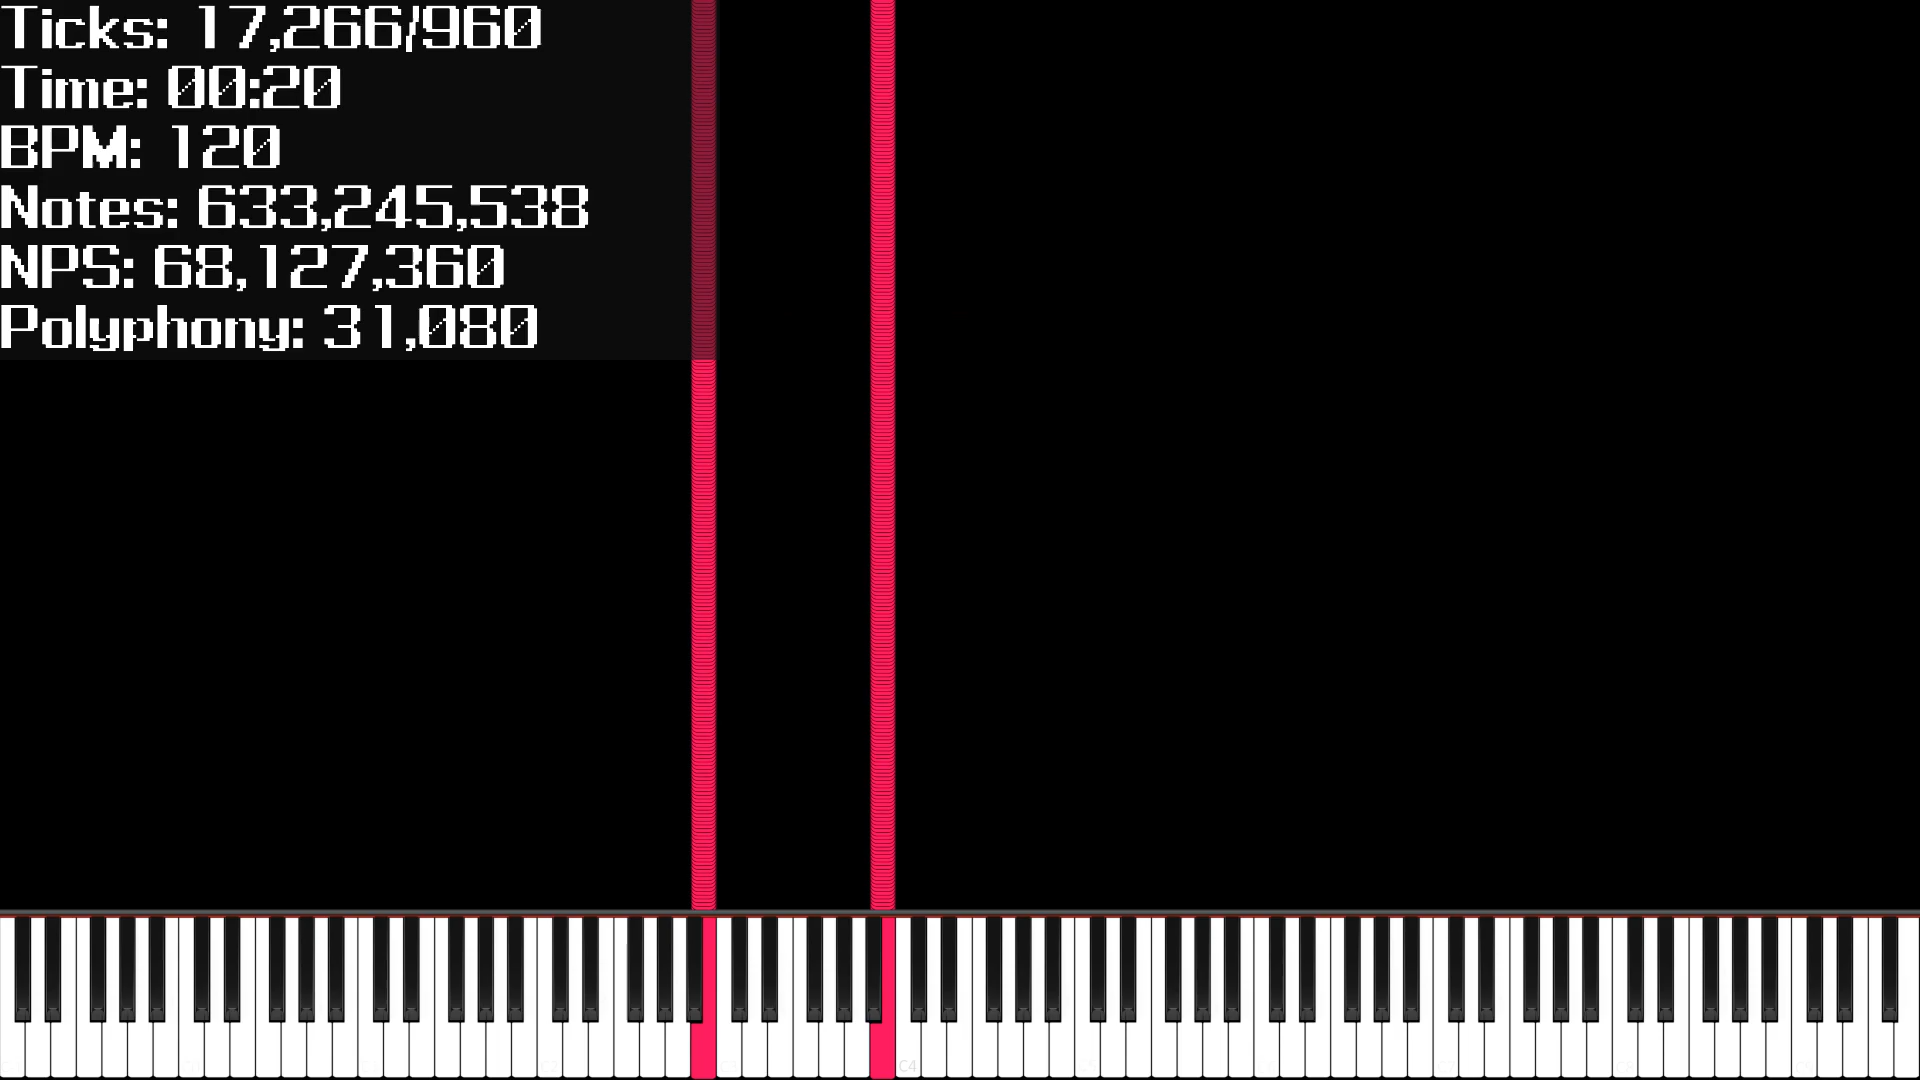 Ticks: 17,266/960
Time: 00:20
BPM: 120
Notes: 633,245,538
NPS: 68,127,360
Polyphony: 31,080
C4